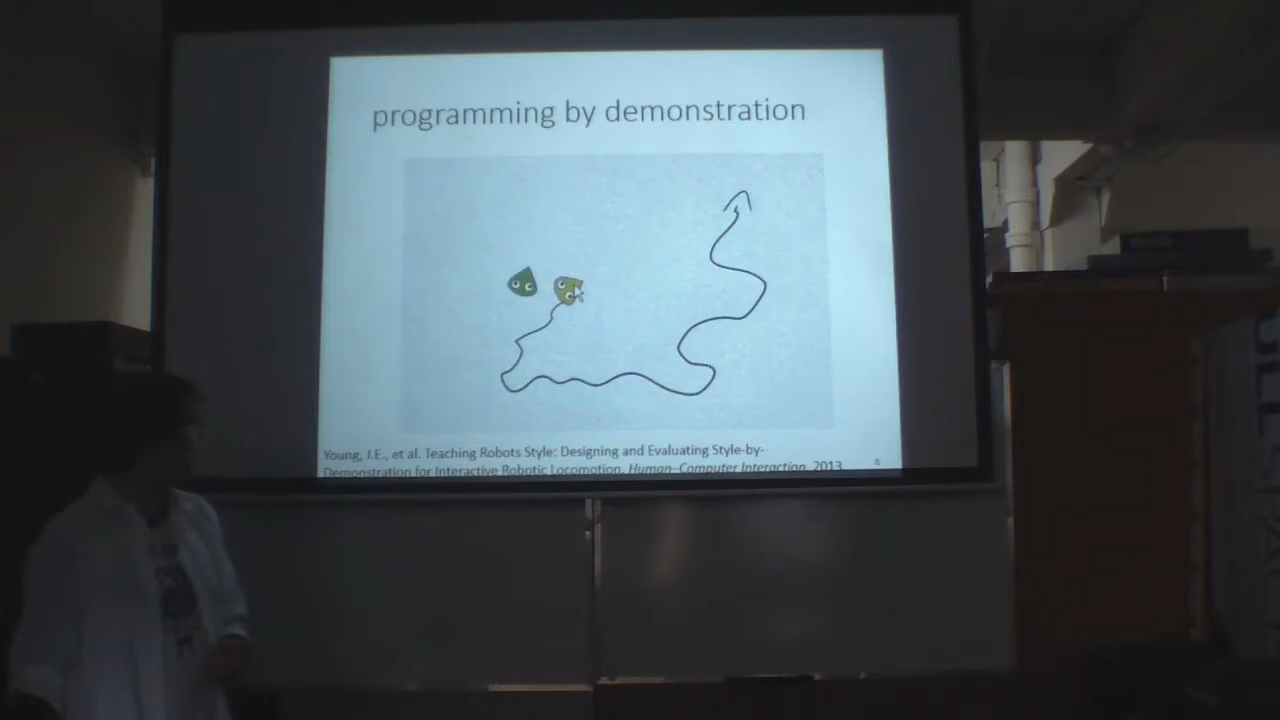 programming by demonstration
Young, J.E., et al. Teaching Robots Style: Designing and Evaluating Style-by-
Demonstration for Interactive Robotic Locomotion. Human–Computer Interaction, 2013
8